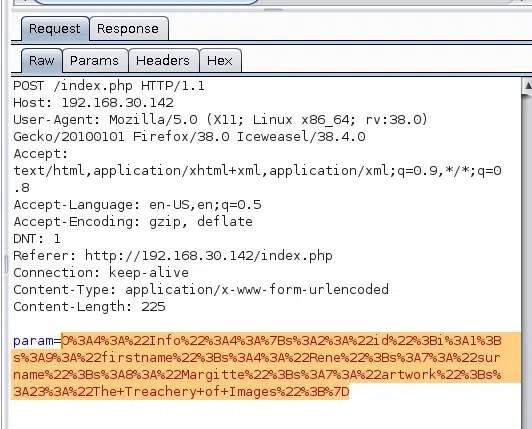 Request Response
Raw Params Headers Hex
POST /index.php HTTP/1.1
Host: 192.168.30.142
User-Agent: Mozilla/5.0 (X11; Linux x86_64; rv:38.0)
Gecko/20100101 Firefox/38.0 Iceweasel/38.4.0
Accept:
text/html,application/xhtml+xml,application/xml;q=0.9,*/*;q=0
.8
Accept-Language: en-US,en;q=0.5
Accept-Encoding: gzip, deflate
DNT: 1
Referer: http://192.168.30.142/index.php
Connection: keep-alive
Content-Type: application/x-www-form-urlencoded
Content-Length: 225
param=O%3A4%3A%22Info%22%3A4%3A%7Bs%3A2%3A%22id%22%3Bi%3A1%3B
s%3A9%3A%22firstname%22%3Bs%3A4%3A%22Rene%22%3Bs%3A7%3A%22sur
name%22%3Bs%3A8%3A%22Margitte%22%3Bs%3A7%3A%22artwork%22%3Bs%
3A23%3A%22The+Treachery+of+Images%22%3B%7D